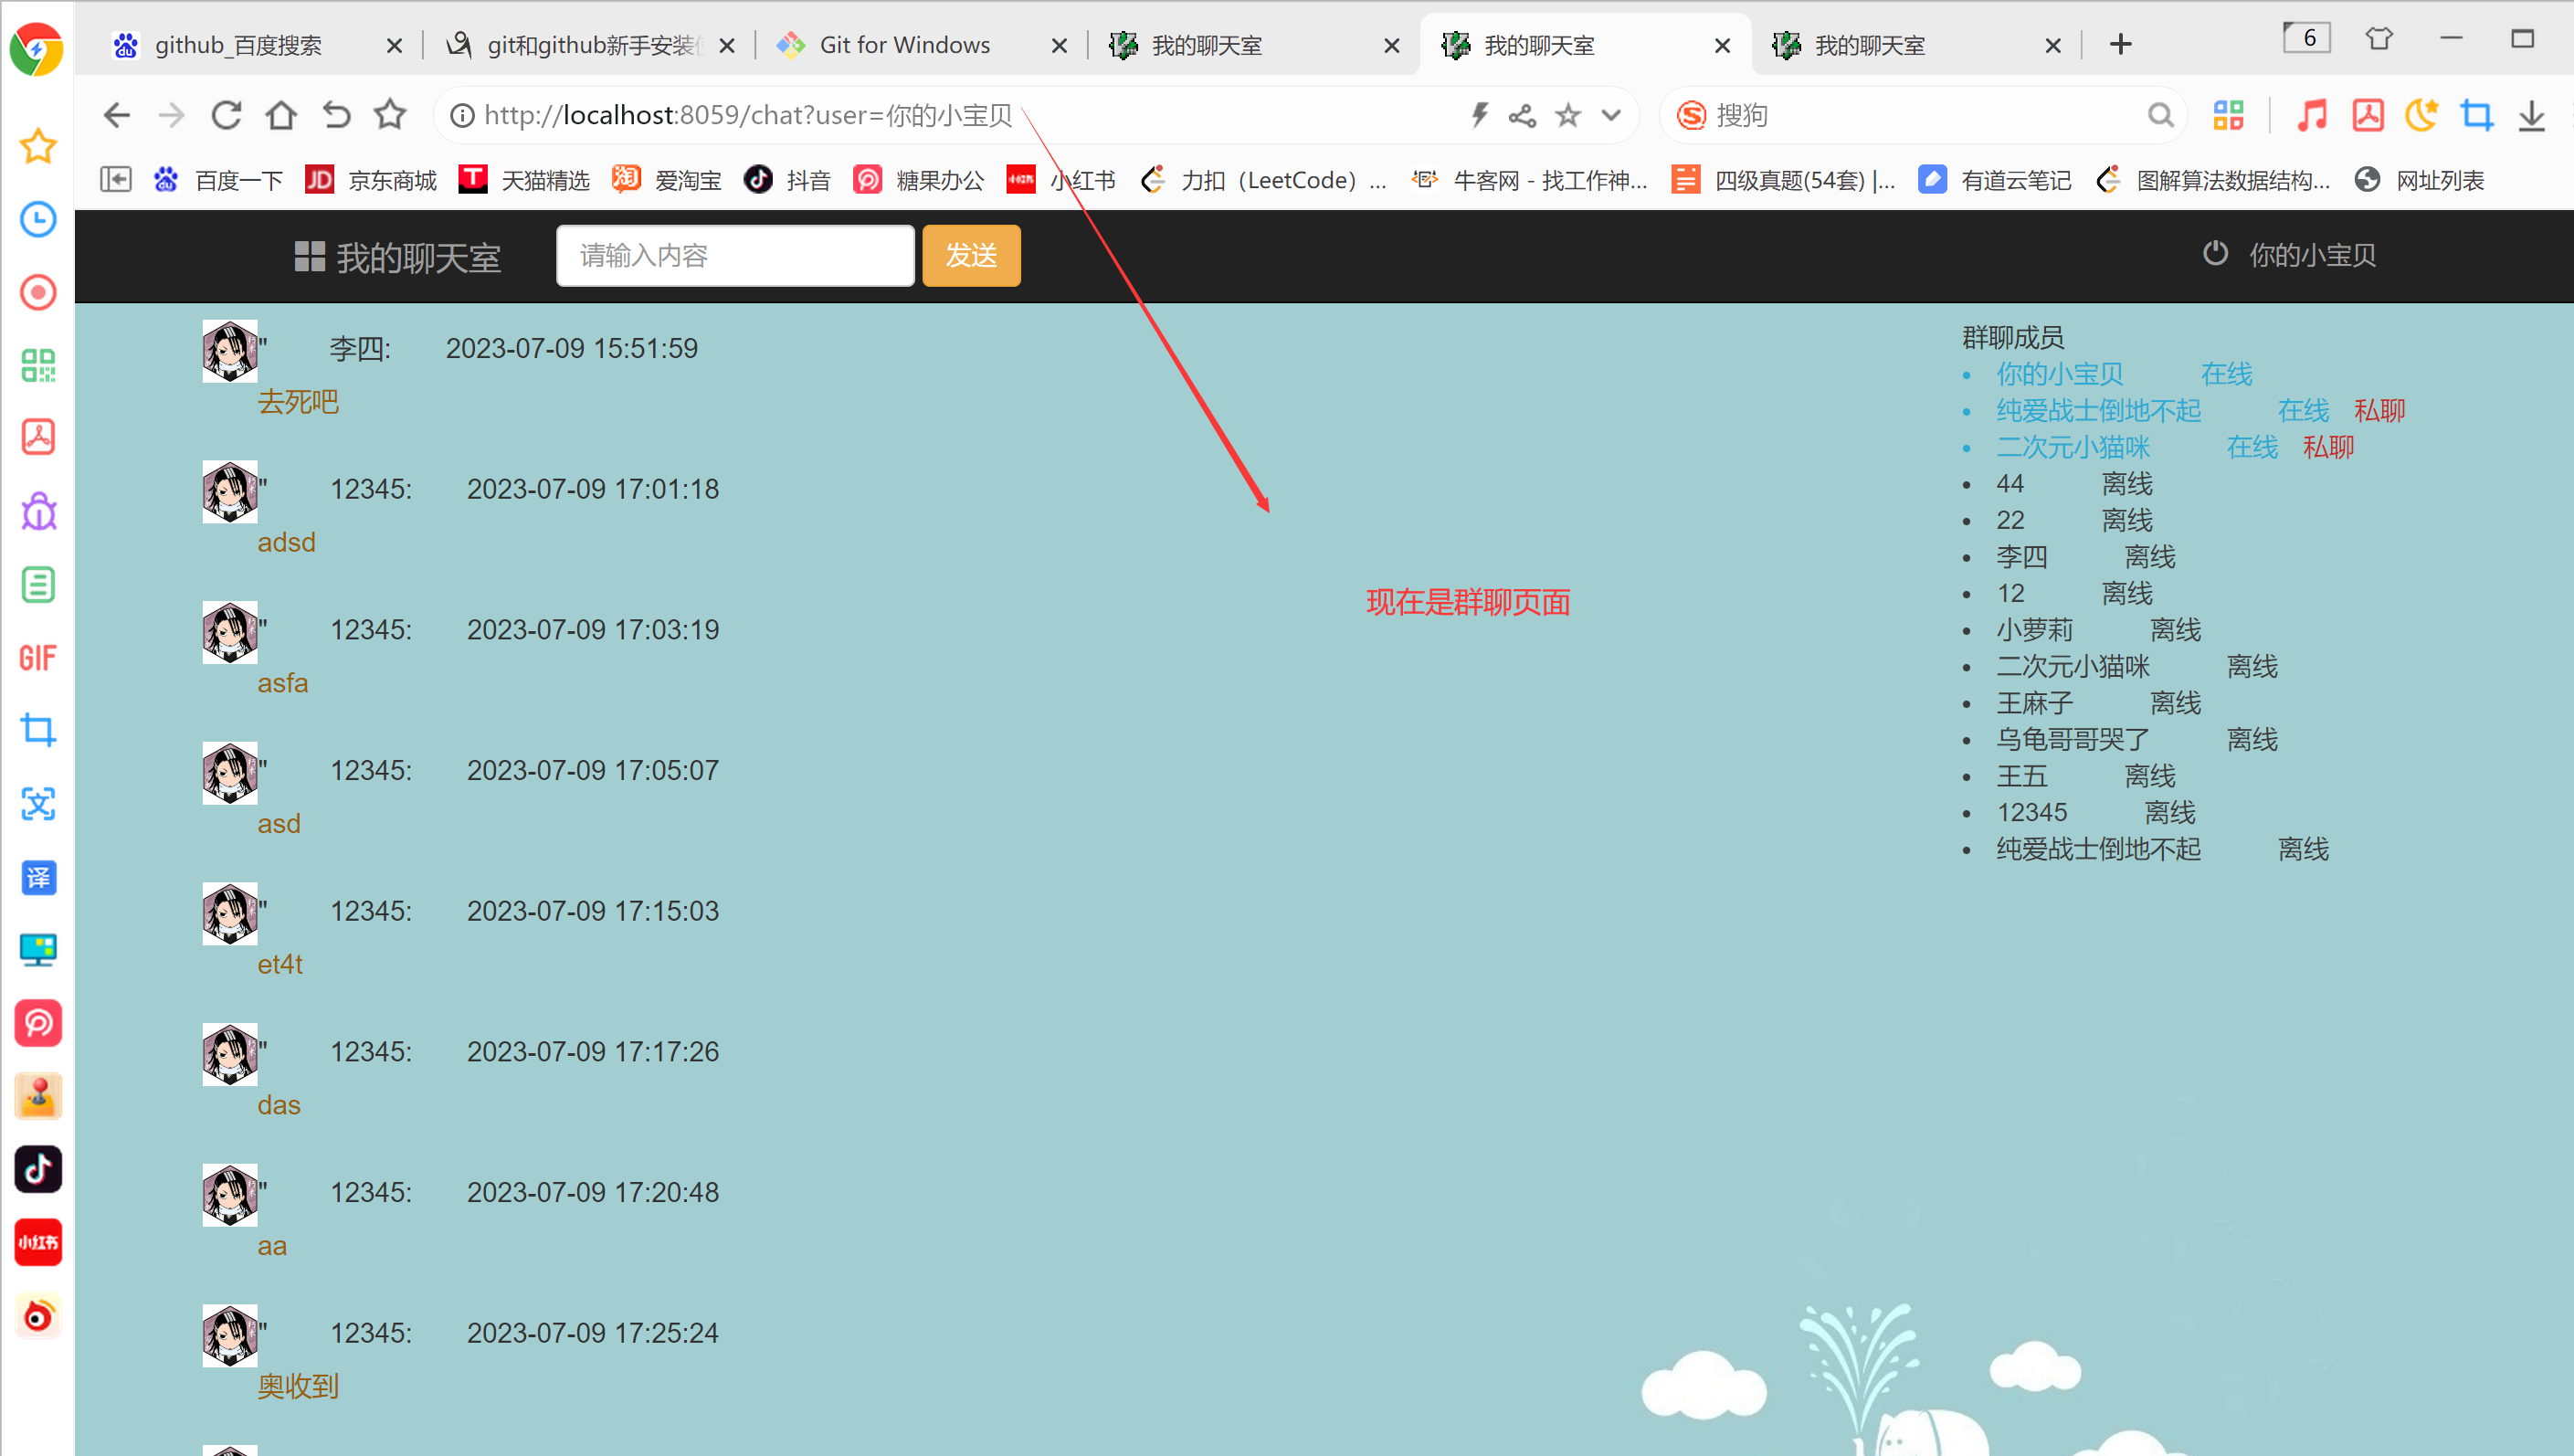 github_百度搜索 git和github新手安装 Git for Windows 我的聊天室 我的聊天室 我的聊天室 6
http://localhost:8059/chat?user=你的小宝贝 搜狗
百度一下 京东商城 天猫精选 爱淘宝 抖音 糖果办公 小红书 力扣（LeetCode）... 牛客网 - 找工作神... 四级真题(54套) |... 有道云笔记 图解算法数据结构... 网址列表
我的聊天室 请输入内容 发送 你的小宝贝
" 李四: 2023-07-09 15:51:59
去死吧
" 12345: 2023-07-09 17:01:18
adsd
" 12345: 2023-07-09 17:03:19
asfa
" 12345: 2023-07-09 17:05:07
asd
" 12345: 2023-07-09 17:15:03
et4t
" 12345: 2023-07-09 17:17:26
das
" 12345: 2023-07-09 17:20:48
aa
" 12345: 2023-07-09 17:25:24
奥收到
现在是群聊页面
群聊成员
• 你的小宝贝 在线
• 纯爱战士倒地不起 在线 私聊
• 二次元小猫咪 在线 私聊
• 44 离线
• 22 离线
• 李四 离线
• 12 离线
• 小萝莉 离线
• 二次元小猫咪 离线
• 王麻子 离线
• 乌龟哥哥哭了 离线
• 王五 离线
• 12345 离线
• 纯爱战士倒地不起 离线
GIF
文
译
小红书